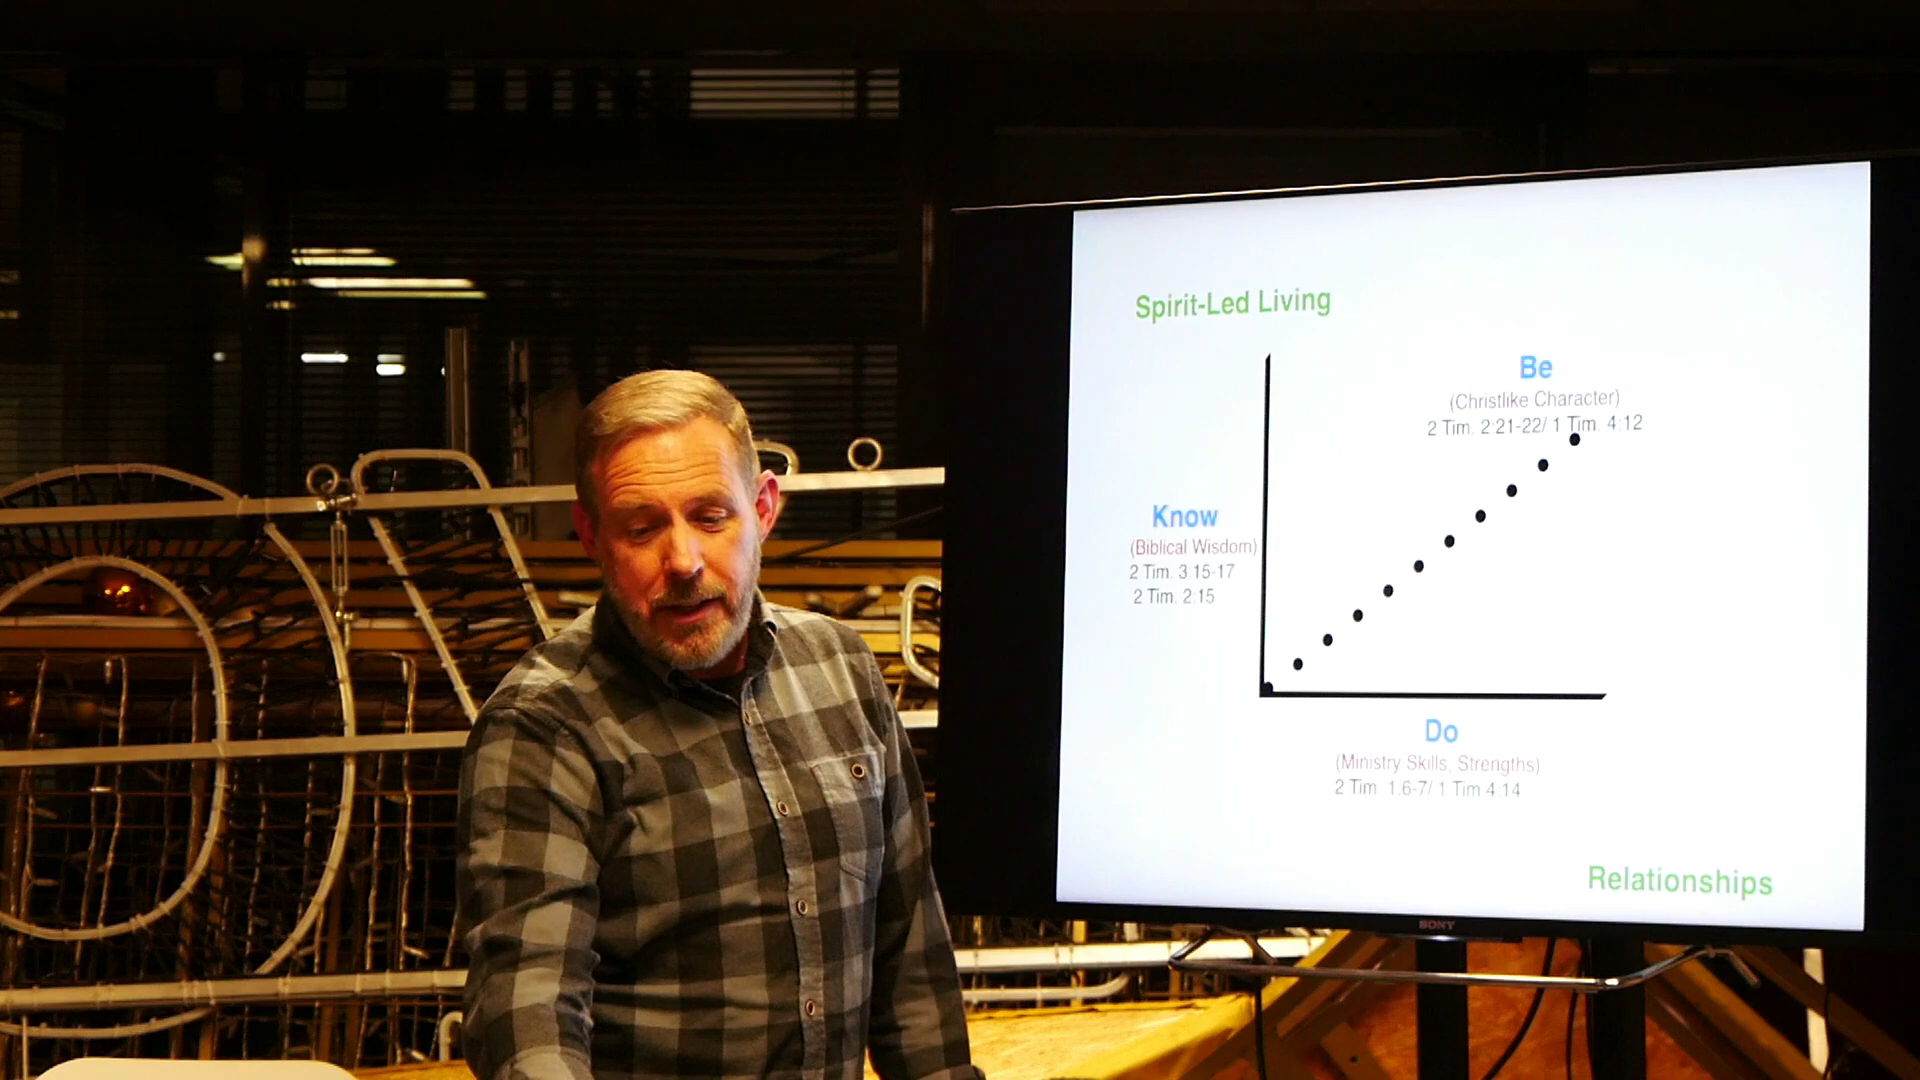 Spirit-Led Living
Be
(Christlike Character)
2 Tim. 2:21-22/ 1 Tim. 4:12
Know
(Biblical Wisdom)
2 Tim. 3.15-17
2 Tim. 2:15
Do
(Ministry Skills, Strengths)
2 Tim. 1.6-7/ 1 Tim 4.14
Relationships
SONY